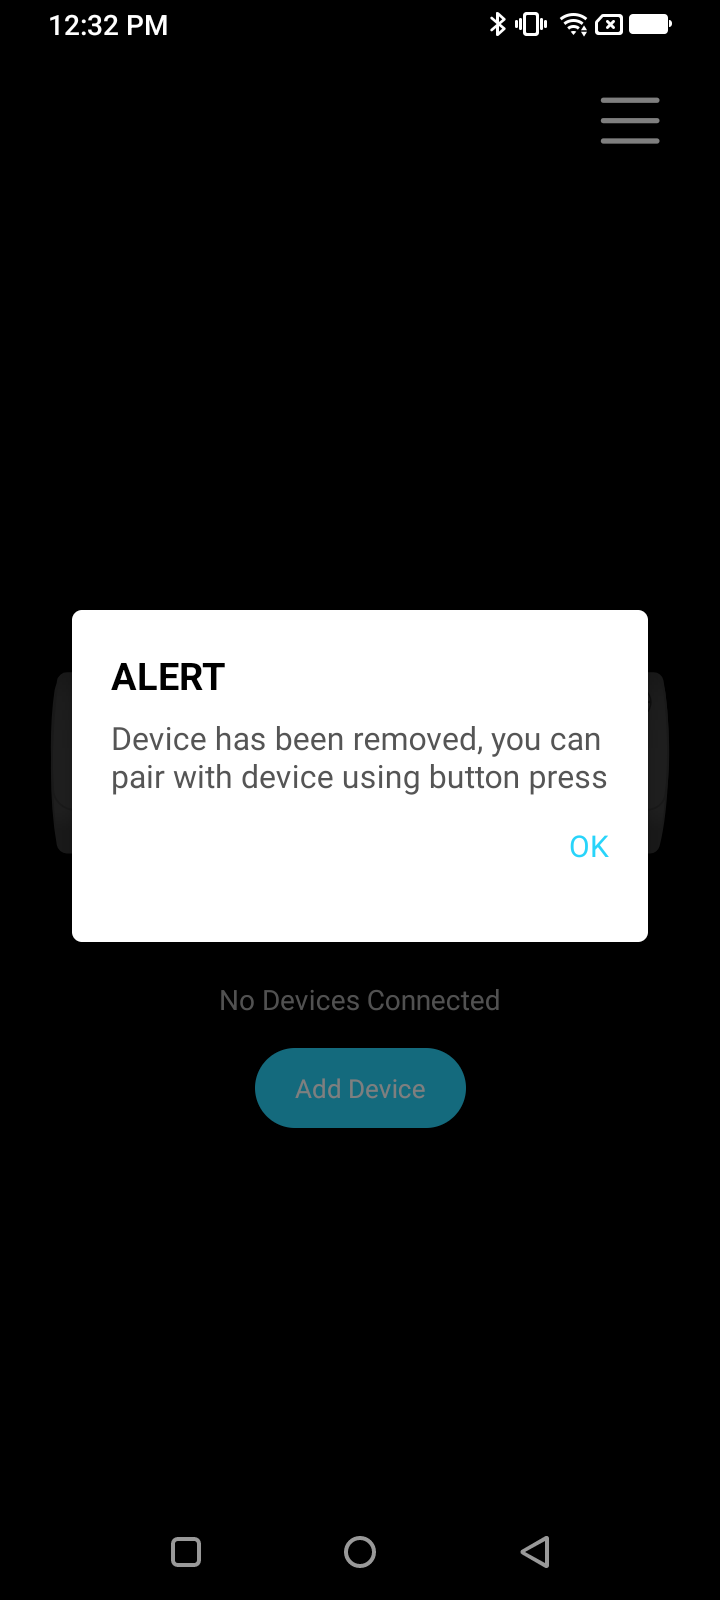 12:32 PM
ALERT
Device has been removed, you can
pair with device using button press
OK
No Devices Connected
Add Device